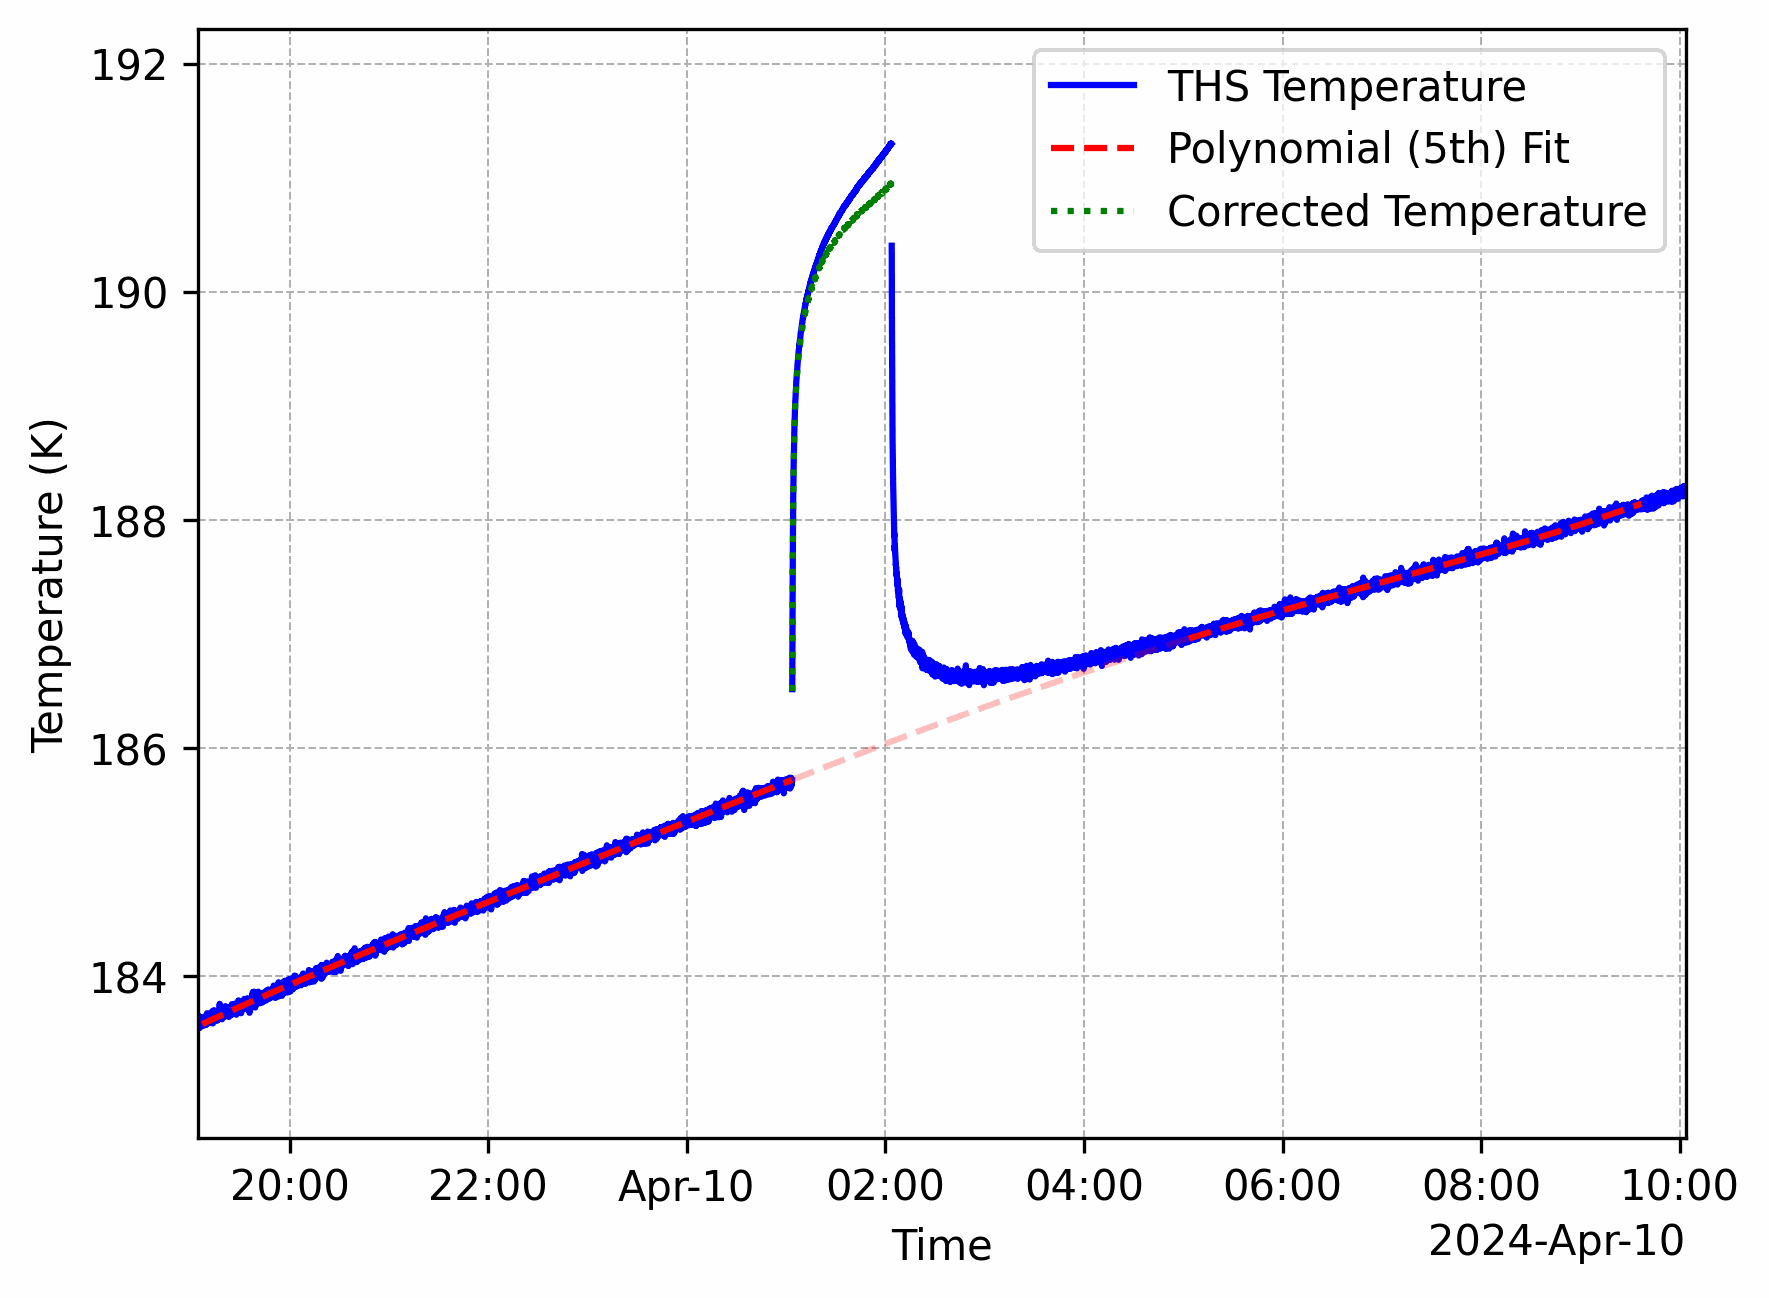 192
190
188
186
184
Temperature (K)
THS Temperature
Polynomial (5th) Fit
Corrected Temperature
20:00 22:00 Apr-10 02:00 04:00 06:00 08:00 10:00
Time
2024-Apr-10